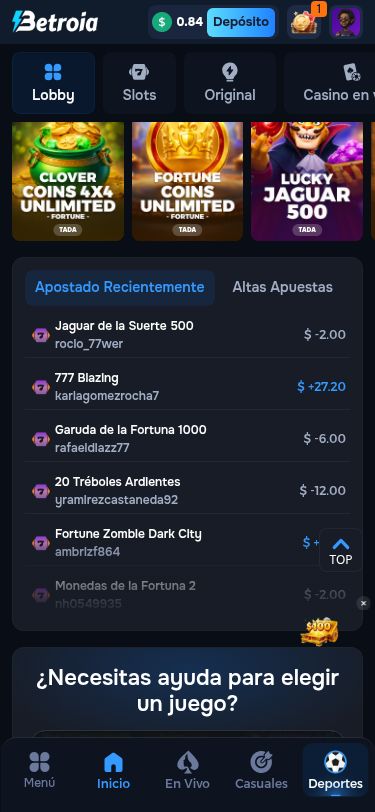 Betroia
$ 0.84 Depósito
1
Lobby
Slots
Original
Casino en v
CLOVER
COINS 4X4
UNLIMITED
- FORTUNE -
TADA
FORTUNE
COINS
UNLIMITED
- FORTUNE -
TADA
LUCKY
JAGUAR
500
TADA
Apostado Recientemente
Altas Apuestas
Jaguar de la Suerte 500
rocio_77wer
$ -2.00
777 Blazing
karlagomezrocha7
$ +27.20
Garuda de la Fortuna 1000
rafaeldiazz77
$ -6.00
20 Tréboles Ardientes
yramirezcastaneda92
$ -12.00
Fortune Zombie Dark City
ambrizf864
$ +
TOP
Monedas de la Fortuna 2
nh0549935
$ -2.00
$100
¿Necesitas ayuda para elegir
un juego?
Menú
Inicio
En Vivo
Casuales
Deportes